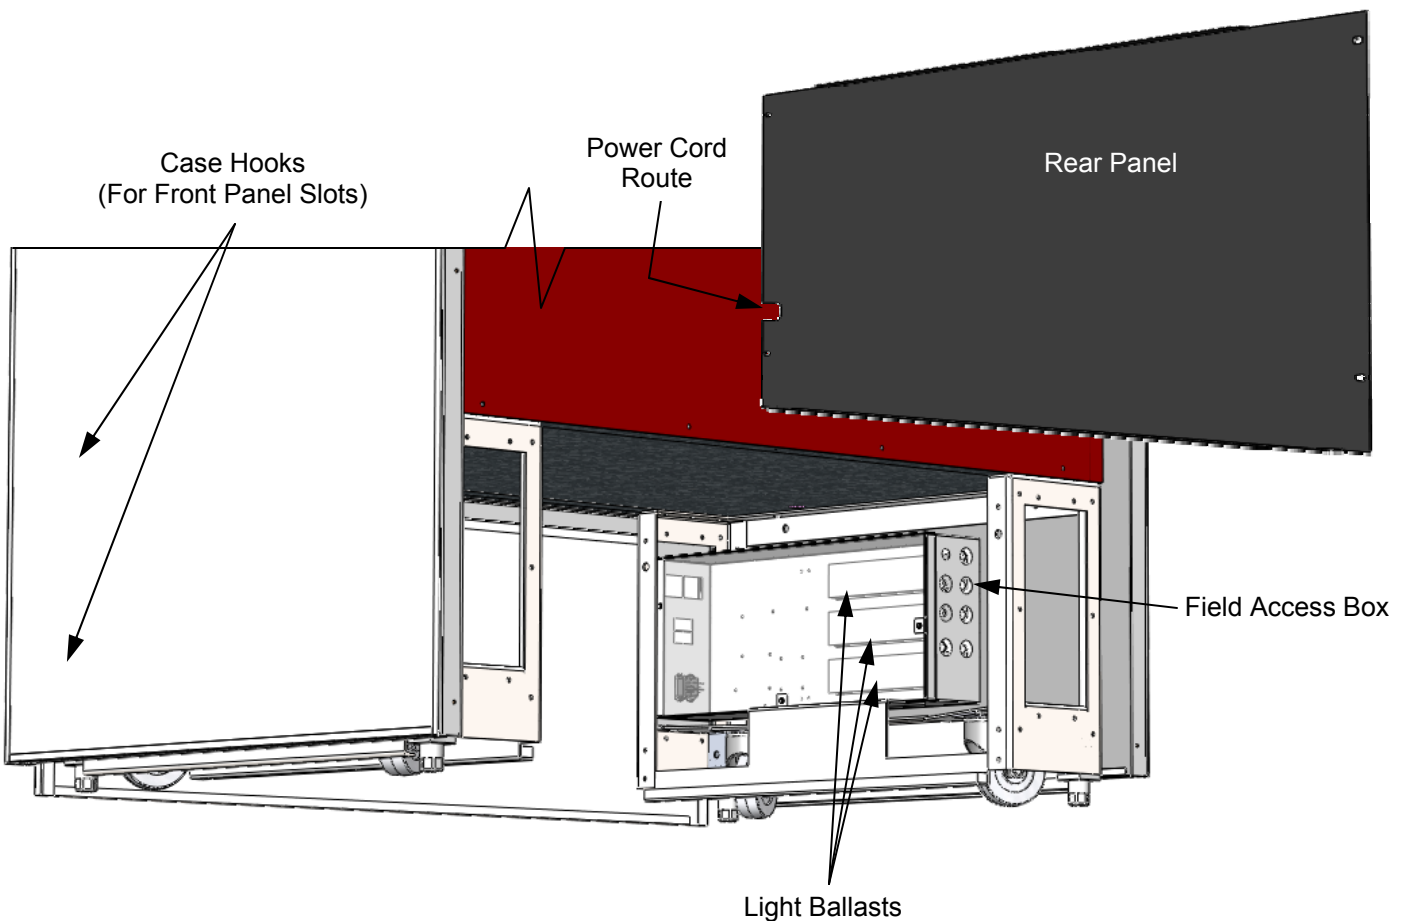 Case Hooks
(For Front Panel Slots)
Power Cord
Route
Rear Panel
Field Access Box
Light Ballasts